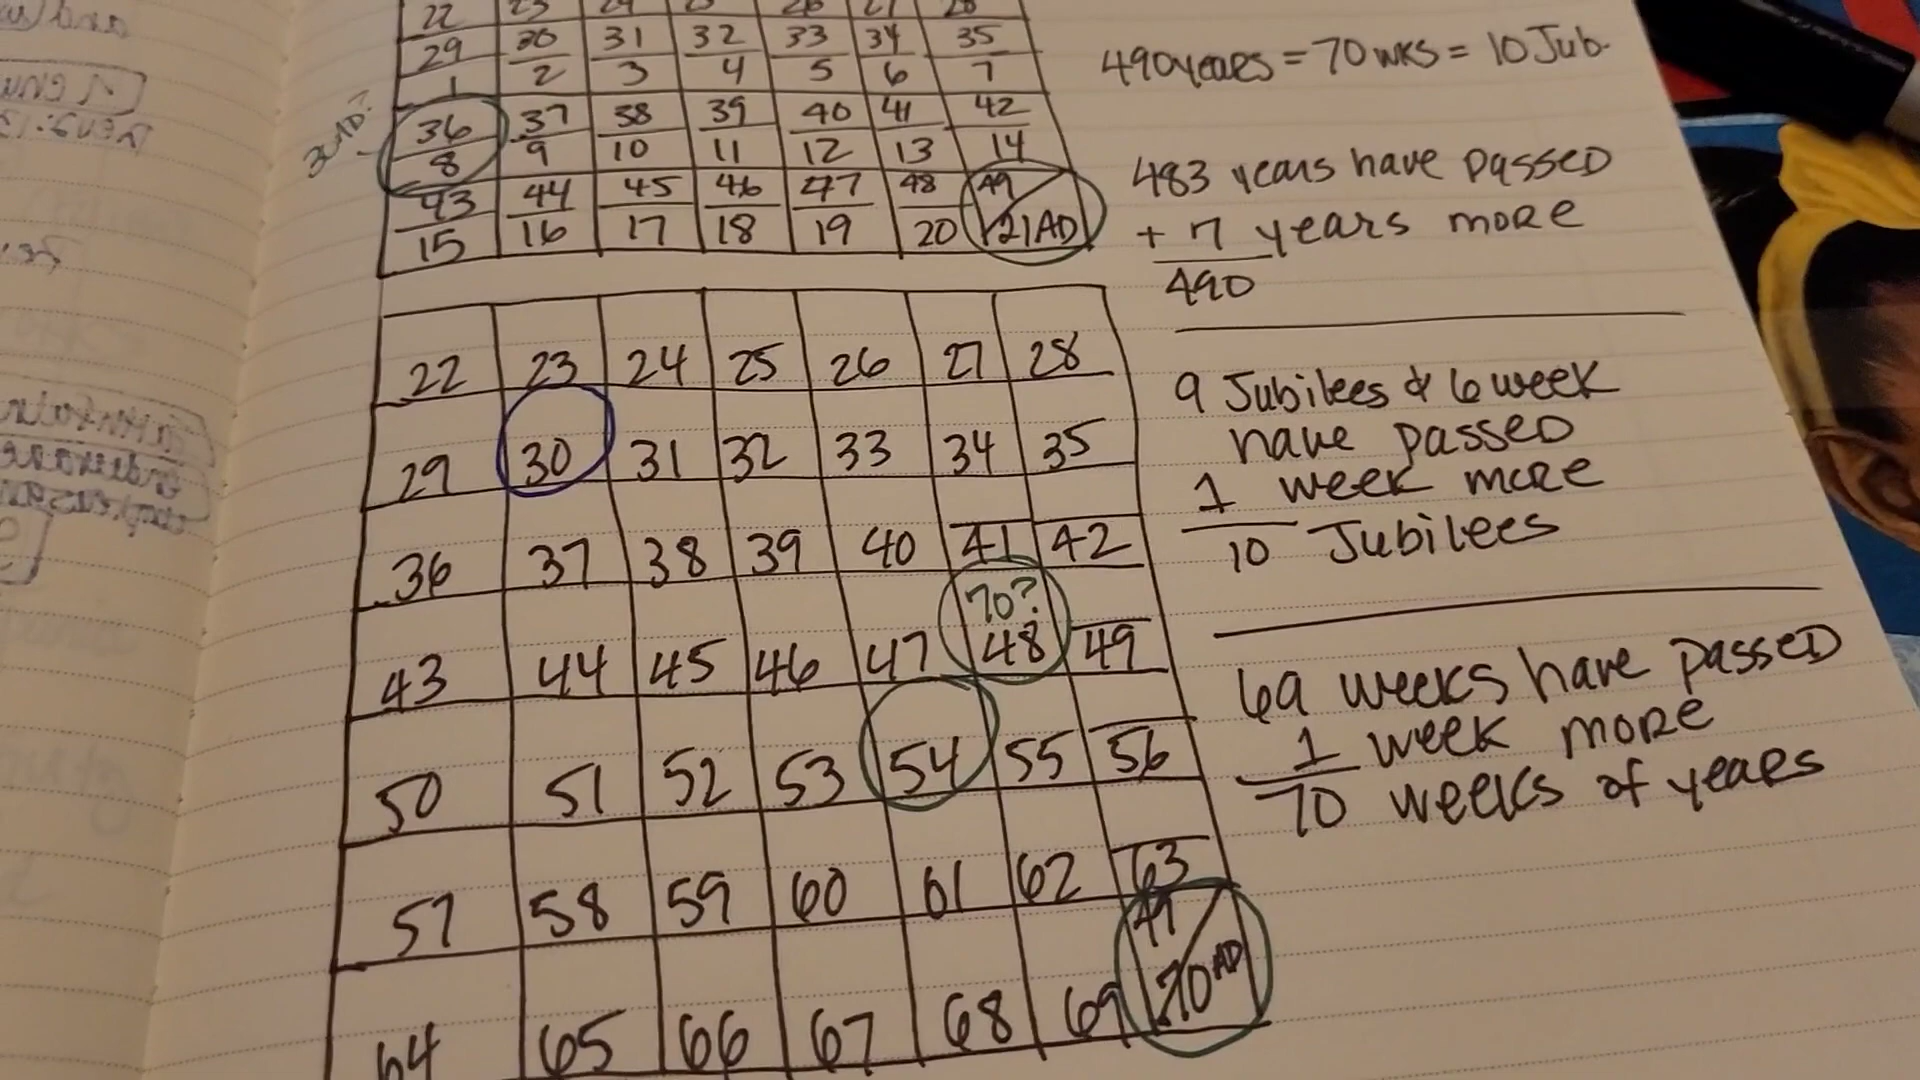 22 23 24 25 26 27 28
29 30 31 32 33 34 35
1 2 3 4 5 6 7
36 37 38 39 40 41 42
8 9 10 11 12 13 14
43 44 45 46 47 48 49
15 16 17 18 19 20 21AD
22 23 24 25 26 27 28
29 30 31 32 33 34 35
36 37 38 39 40 41 42
70?
43 44 45 46 47 48 49
50 51 52 53 54 55 56
57 58 59 60 61 62 63
49
64 65 66 67 68 69 70AD
490years = 70 wks = 10 Jub.
483 years have passed
+ 7 years more
490
9 Jubilees & 6 week
have passed
1 week more
10 Jubilees
69 weeks have passed
1 week more
70 weeks of years